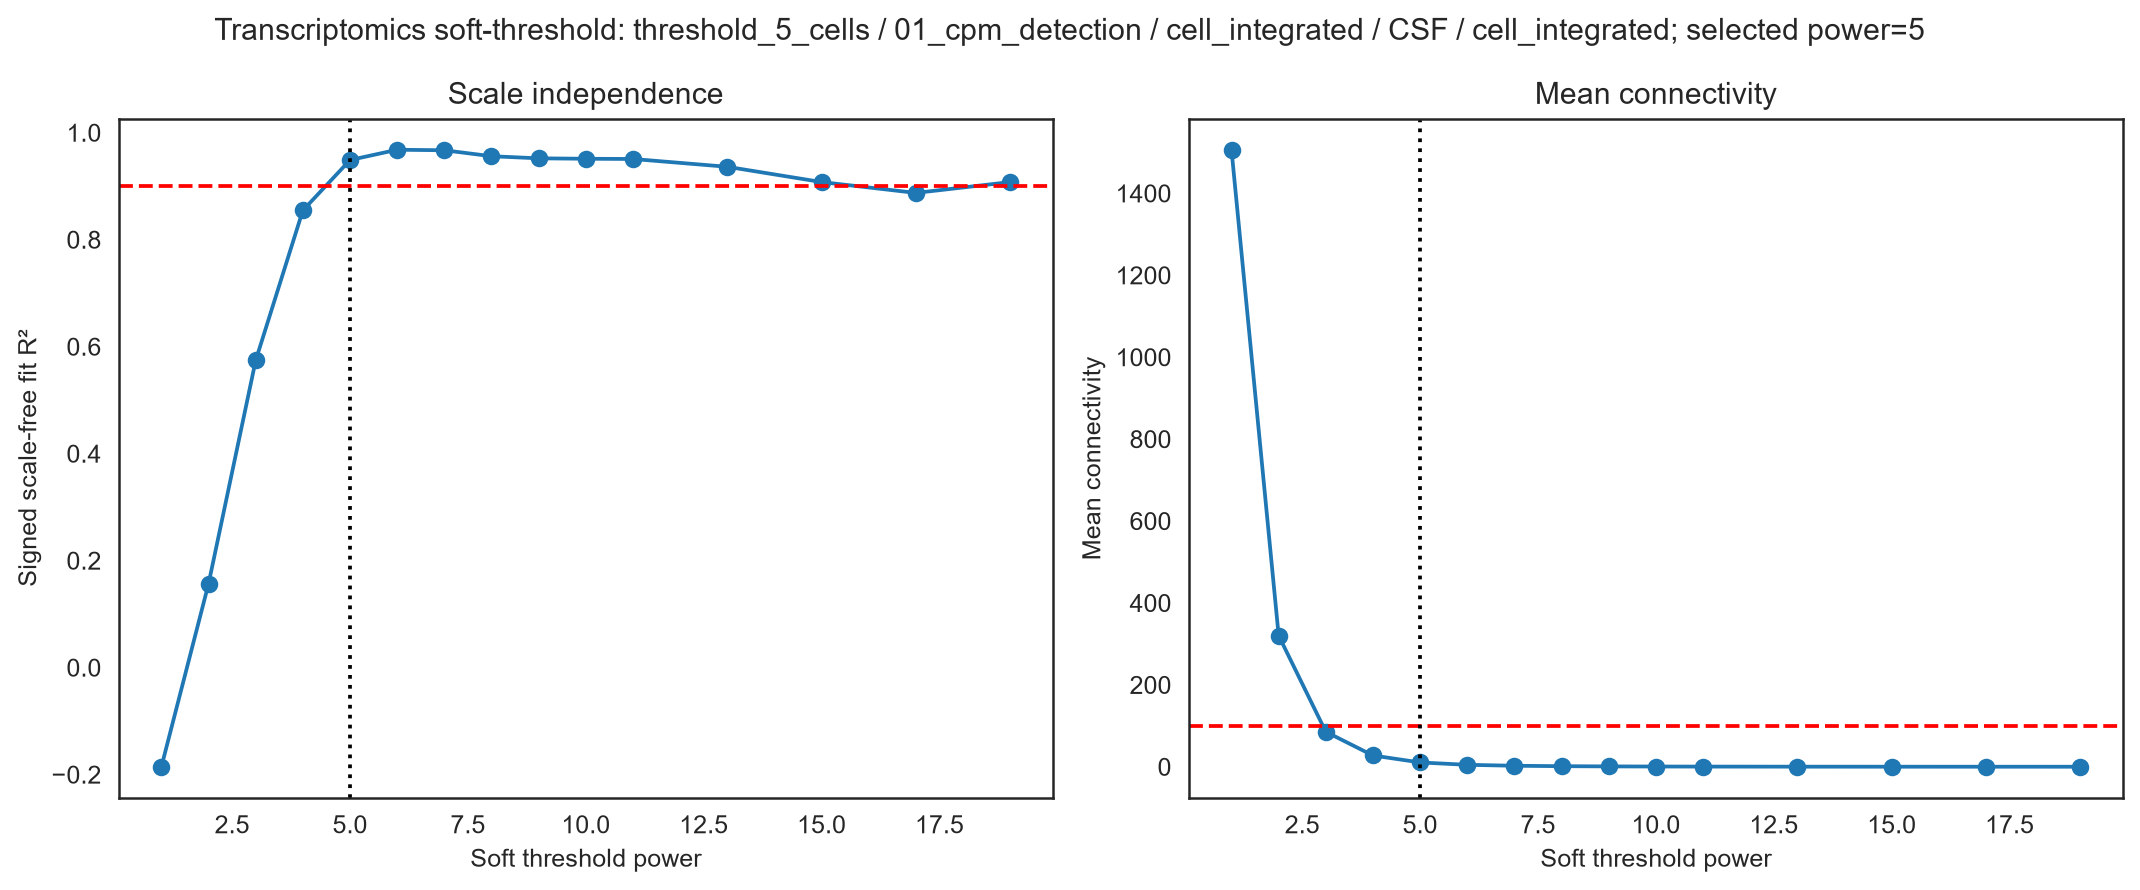 Transcriptomics soft-threshold: threshold_5_cells / 01_cpm_detection / cell_integrated / CSF / cell_integrated; selected power=5
Scale independence
1.0
0.8
0.6
0.4
0.2
0.0
−0.2
Signed scale-free fit R²
2.5 5.0 7.5 10.0 12.5 15.0 17.5
Soft threshold power
Mean connectivity
1400
1200
1000
800
600
400
200
0
Mean connectivity
2.5 5.0 7.5 10.0 12.5 15.0 17.5
Soft threshold power